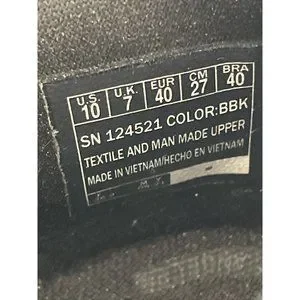 U.S. U.K. EUR CM BRA
10 7 40 27 40
SN 124521 COLOR:BBK
TEXTILE AND MAN MADE UPPER
MADE IN VIETNAM/HECHO EN VIETNAM